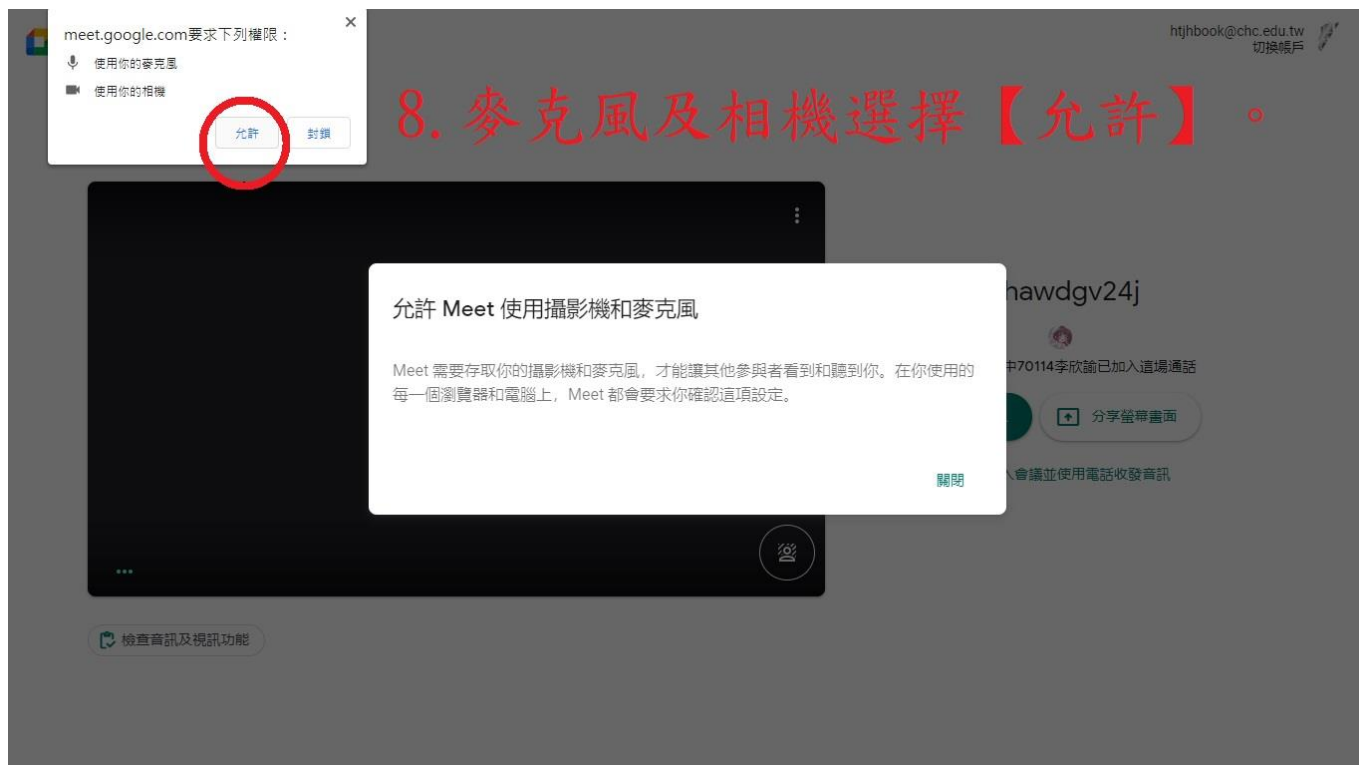 meet.google.com要求下列權限：
使用你的麥克風
使用你的相機
允許
封鎖
htjhbook@chc.edu.tw
切換帳戶
8. 麥克風及相機選擇【允許】。
允許 Meet 使用攝影機和麥克風
Meet 需要存取你的攝影機和麥克風，才能讓其他參與者看到和聽到你。在你使用的
每一個瀏覽器和電腦上，Meet 都會要求你確認這項設定。
關閉
hawdgv24j
中70114李欣諭已加入這場通話
分享螢幕畫面
會議並使用電話收發音訊
檢查音訊及視訊功能